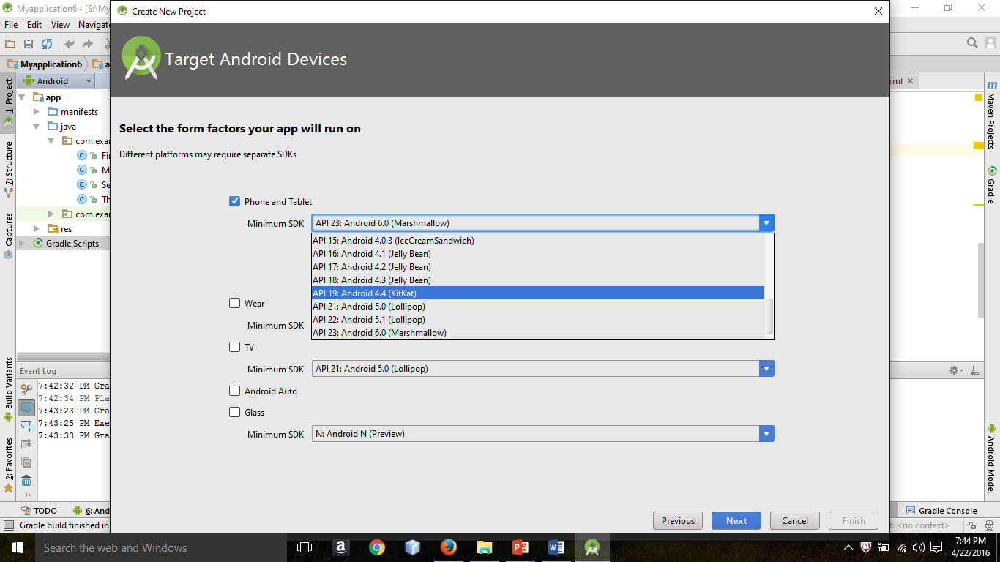 Myapplication6 - [S:\My
Create New Project
File Edit View Navigat
Target Android Devices
Myapplication6
Android
ml
app
manifests
java
com.exa
Fi
M
Se
Th
com.exa
res
Gradle Scripts
1: Project
7: Structure
Captures
Build Variants
2: Favorites
Maven Projects
Gradle
Android Model
Select the form factors your app will run on
Different platforms may require separate SDKs
Phone and Tablet
Minimum SDK API 23: Android 6.0 (Marshmallow)
API 15: Android 4.0.3 (IceCreamSandwich)
API 16: Android 4.1 (Jelly Bean)
API 17: Android 4.2 (Jelly Bean)
API 18: Android 4.3 (Jelly Bean)
API 19: Android 4.4 (KitKat)
API 21: Android 5.0 (Lollipop)
API 22: Android 5.1 (Lollipop)
API 23: Android 6.0 (Marshmallow)
Wear
Minimum SDK
TV
Minimum SDK API 21: Android 5.0 (Lollipop)
Android Auto
Glass
Minimum SDK N: Android N (Preview)
Event Log
7:42:32 PM Gra
7:42:34 PM Pla
7:43:23 PM Gra
7:43:25 PM Exe
7:43:33 PM Gra
Previous Next Cancel Finish
TODO 6: And
Gradle Console
Gradle build finished in
t: <no context>
Search the web and Windows
7:44 PM
4/22/2016